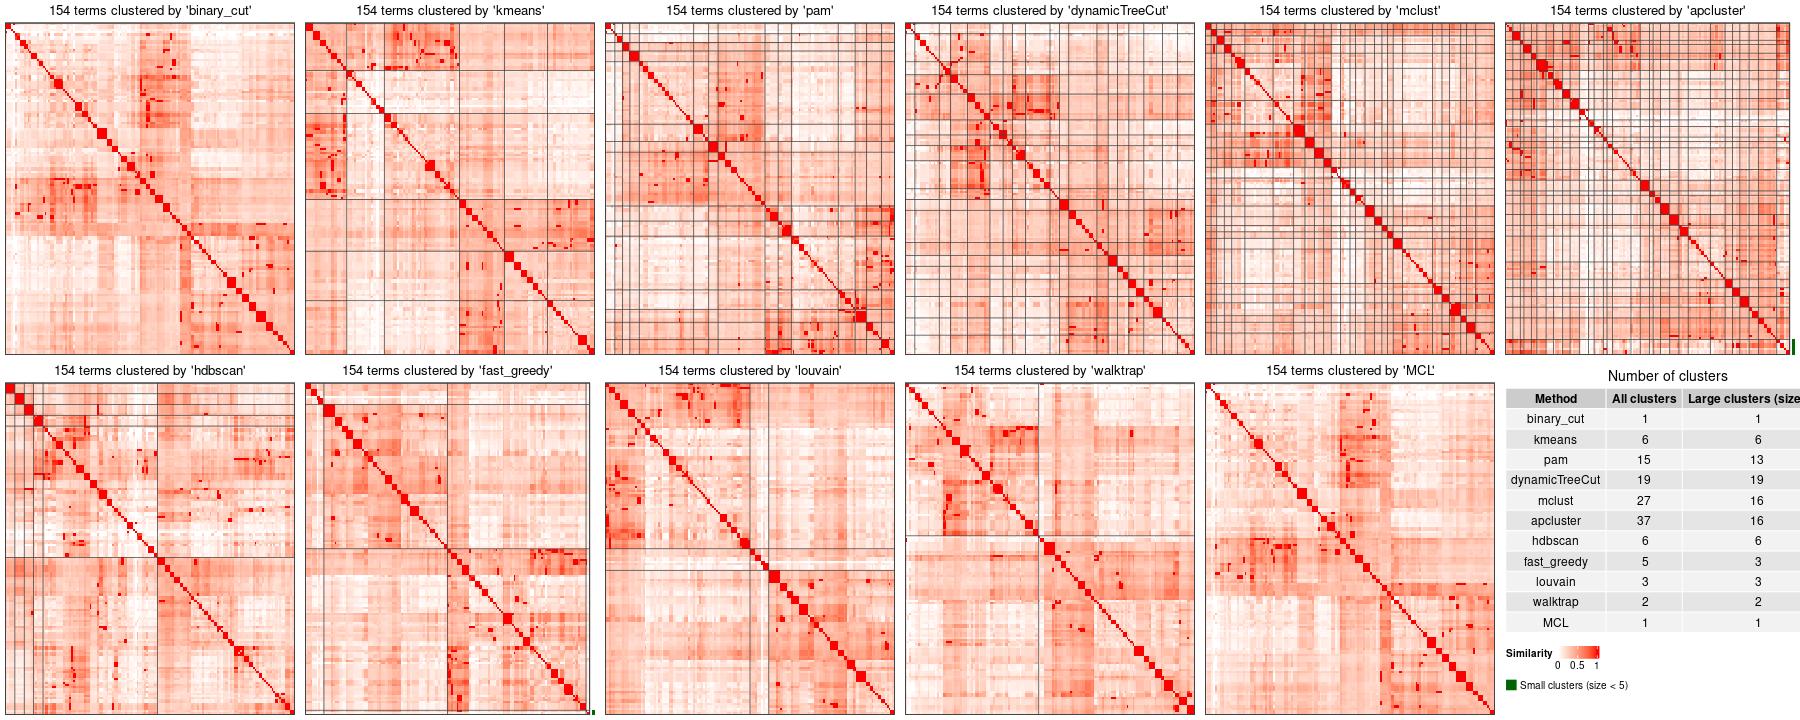 154 terms clustered by 'binary_cut'
154 terms clustered by 'kmeans'
154 terms clustered by 'pam'
154 terms clustered by 'dynamicTreeCut'
154 terms clustered by 'mclust'
154 terms clustered by 'apcluster'
154 terms clustered by 'hdbscan'
154 terms clustered by 'fast_greedy'
154 terms clustered by 'louvain'
154 terms clustered by 'walktrap'
154 terms clustered by 'MCL'
Number of clusters
Method All clusters Large clusters (size
binary_cut 1 1
kmeans 6 6
pam 15 13
dynamicTreeCut 19 19
mclust 27 16
apcluster 37 16
hdbscan 6 6
fast_greedy 5 3
louvain 3 3
walktrap 2 2
MCL 1 1
Similarity
0 0.5 1
Small clusters (size < 5)